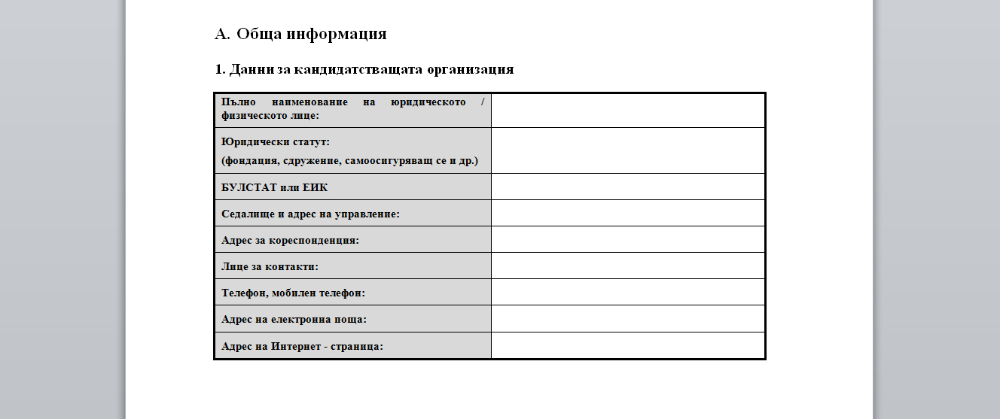 А. Обща информация
1. Данни за кандидатстващата организация
Пълно наименование на юридическото /
физическото лице:
Юридически статут:
(фондация, сдружение, самоосигуряващ се и др.)
БУЛСТАТ или ЕИК
Седалище и адрес на управление:
Адрес за кореспонденция:
Лице за контакти:
Телефон, мобилен телефон:
Адрес на електронна поща:
Адрес на Интернет - страница: